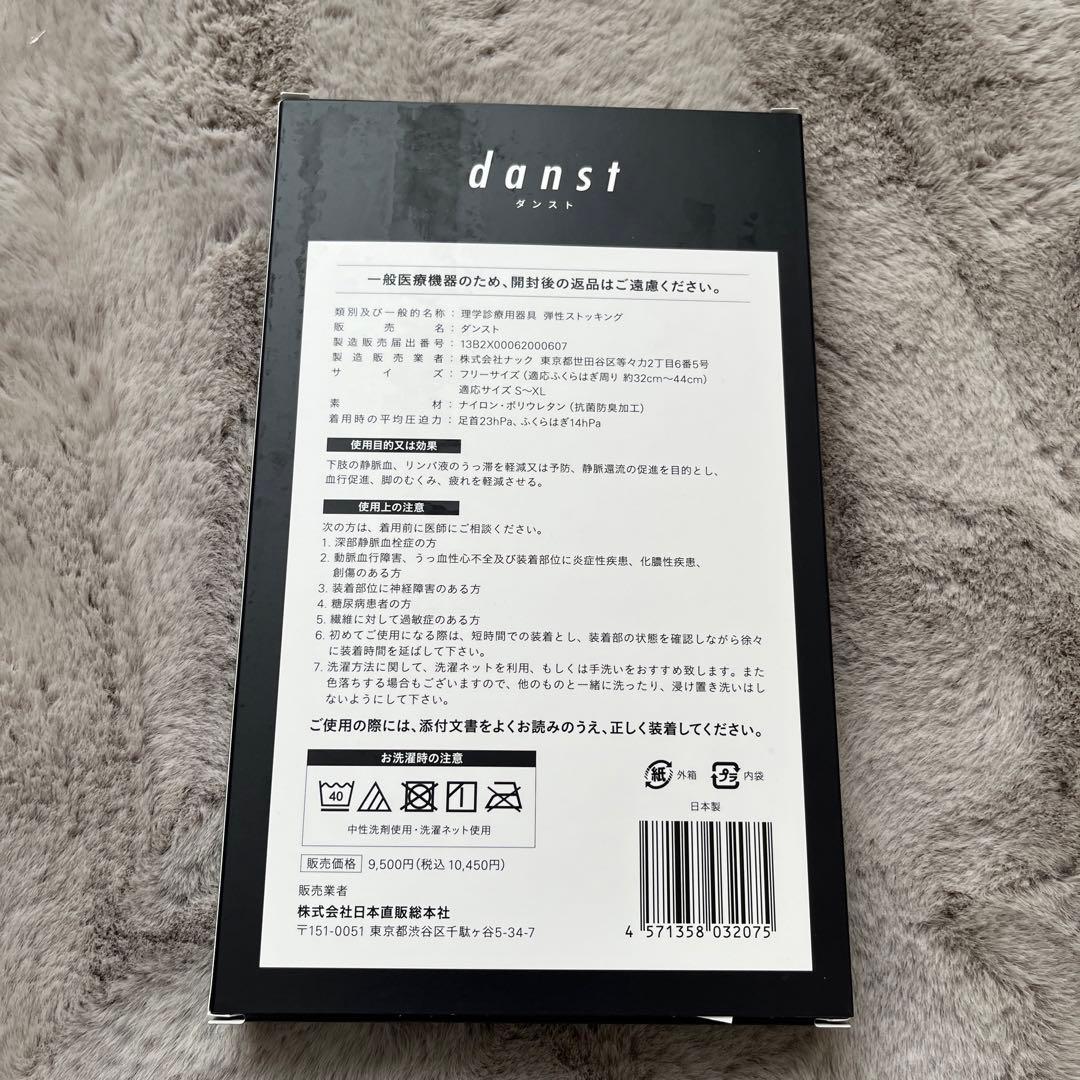 danst
ダンスト
一般医療機器のため、開封後の返品はご遠慮ください。
類別及び一般的名称：理学診療用器具 弾性ストッキング
販売名：ダンスト
製造販売届出番号：13B2X00062000607
製造販売業者：株式会社ナック 東京都世田谷区等々力2丁目6番5号
サイズ：フリーサイズ（適応ふくらはぎ周り 約32cm〜44cm）
適応サイズ S〜XL
素材：ナイロン・ポリウレタン（抗菌防臭加工）
着用時の平均圧迫力：足首23hPa、ふくらはぎ14hPa
使用目的又は効果
下肢の静脈血、リンパ液のうっ滞を軽減又は予防、静脈還流の促進を目的とし、
血行促進、脚のむくみ、疲れを軽減させる。
使用上の注意
次の方は、着用前に医師にご相談ください。
1. 深部静脈血栓症の方
2. 動脈血行障害、うっ血性心不全及び装着部位に炎症性疾患、化膿性疾患、
創傷のある方
3. 装着部位に神経障害のある方
4. 糖尿病患者の方
5. 繊維に対して過敏症のある方
6. 初めてご使用になる際は、短時間での装着とし、装着部の状態を確認しながら徐々
に装着時間を延ばして下さい。
7. 洗濯方法に関して、洗濯ネットを利用、もしくは手洗いをおすすめ致します。また
色落ちする場合もございますので、他のものと一緒に洗ったり、浸け置き洗いはし
ないようにして下さい。
ご使用の際には、添付文書をよくお読みのうえ、正しく装着してください。
お洗濯時の注意
40
中性洗剤使用・洗濯ネット使用
紙 外箱 プラ 内袋
日本製
販売価格 9,500円（税込 10,450円）
販売業者
株式会社日本直販総本社
〒151-0051 東京都渋谷区千駄ヶ谷5-34-7
4 571358 032075